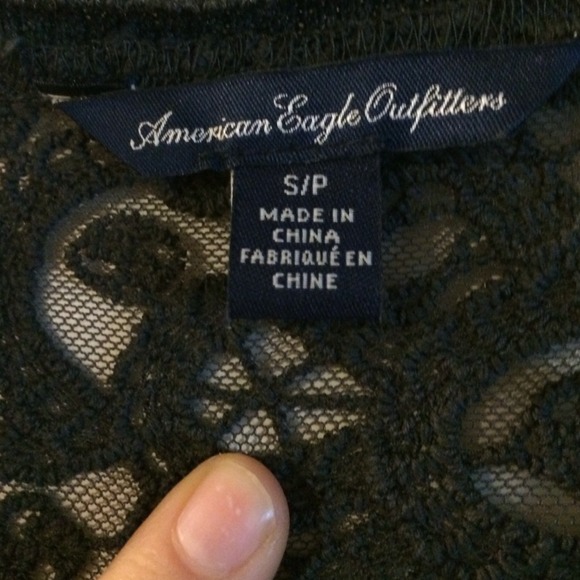 American Eagle Outfitters
S/P
MADE IN
CHINA
FABRIQUÉ EN
CHINE